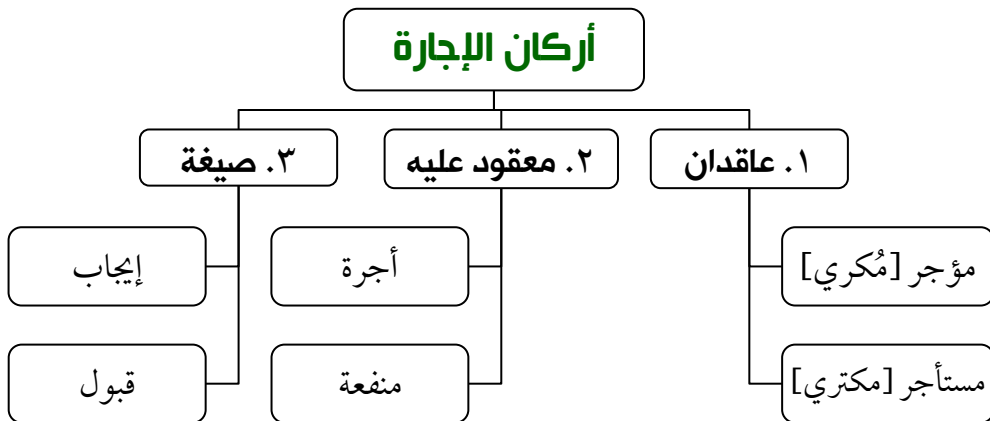 أركان الإجارة
١. عاقدان
٢. معقود عليه
٣. صيغة
مؤجر [مُكري]
أجرة
إيجاب
مستأجر [مكتري]
منفعة
قبول